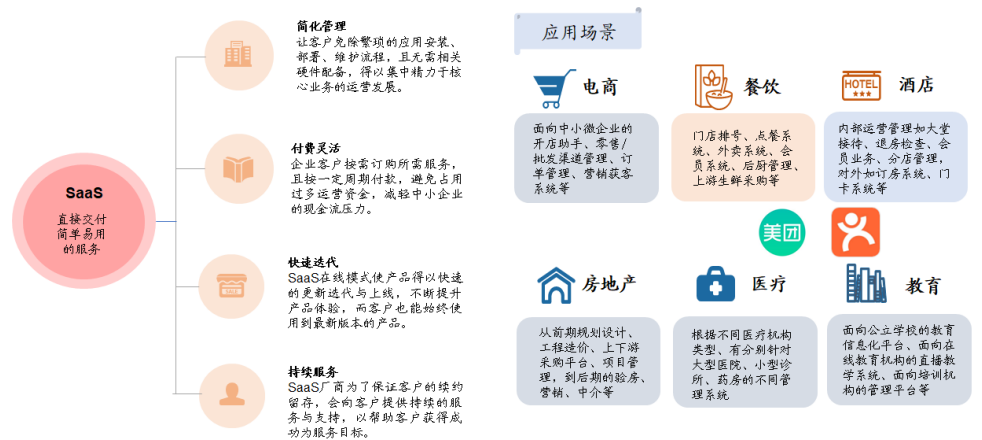 SaaS
直接交付
简单易用
的服务
简化管理
让客户免除繁琐的应用安装、
部署、维护流程，且无需相关
硬件配备，得以集中精力于核
心业务的运营发展。
付费灵活
企业客户按需订购所需服务，
且按一定周期付款，避免占用
过多运营资金，减轻中小企业
的现金流压力。
快速迭代
SaaS在线模式使产品得以快速
的更新迭代与上线，不断提升
产品体验，而客户也能始终使
用到最新版本的产品。
持续服务
SaaS厂商为了保证客户的续约
留存，会向客户提供持续的服
务与支持，以帮助客户获得成
功为服务目标。
应用场景
电商
面向中小微企业的
开店助手、零售/
批发渠道管理、订
单管理、营销获客
系统等
餐饮
门店排号、点餐系
统、外卖系统、会
员系统、后厨管理、
上游生鲜采购等
HOTEL
酒店
内部运营管理如大堂
接待、退房检查、会
员业务、分店管理，
对外如订房系统、门
卡系统等
美团
房地产
从前期规划设计、
工程造价、上下游
采购平台、项目管
理，到后期的验房、
营销、中介等
医疗
根据不同医疗机构
类型、有分别针对
大型医院、小型诊
所、药房的不同管
理系统
教育
面向公立学校的教育
信息化平台、面向在
线教育机构的直播教
学系统、面向培训机
构的管理平台等